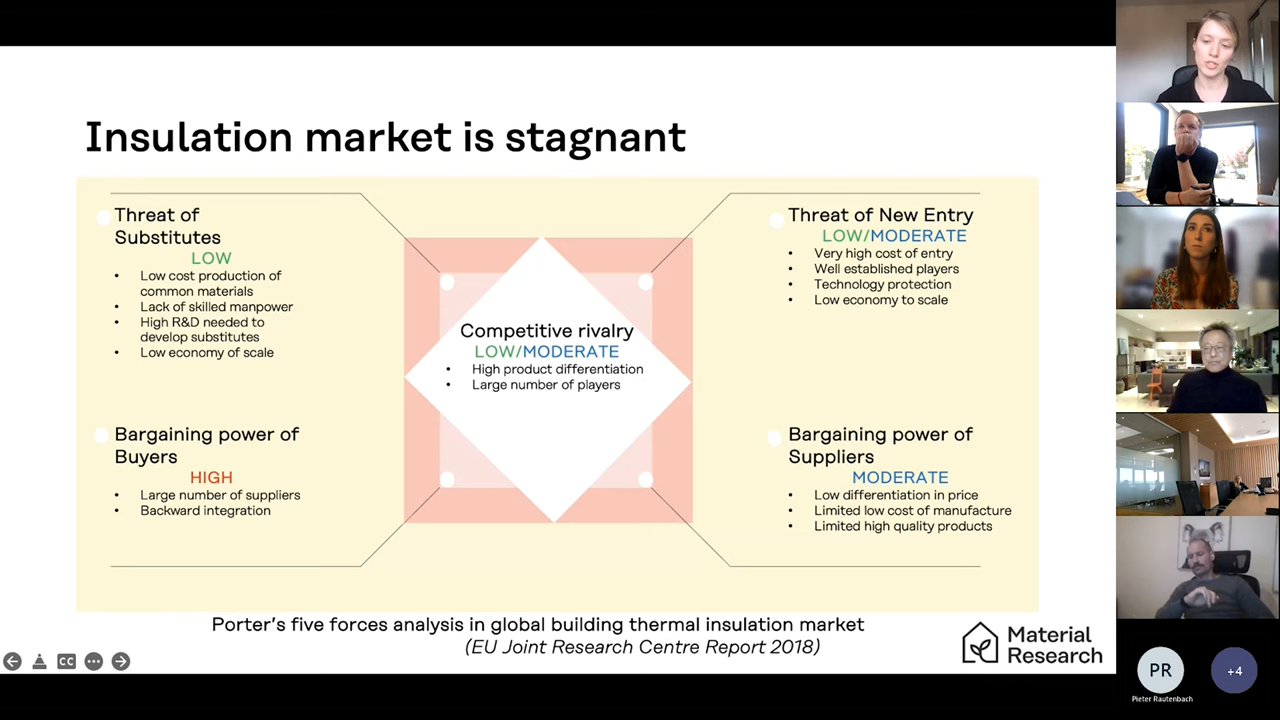 Insulation market is stagnant
Threat of
Substitutes
LOW
• Low cost production of
common materials
• Lack of skilled manpower
• High R&D needed to
develop substitutes
• Low economy of scale
Competitive rivalry
LOW/MODERATE
• High product differentiation
• Large number of players
Threat of New Entry
LOW/MODERATE
• Very high cost of entry
• Well established players
• Technology protection
• Low economy to scale
Bargaining power of
Buyers
HIGH
• Large number of suppliers
• Backward integration
Bargaining power of
Suppliers
MODERATE
• Low differentiation in price
• Limited low cost of manufacture
• Limited high quality products
Porter's five forces analysis in global building thermal insulation market
(EU Joint Research Centre Report 2018)
Material
Research
CC
PR
+4
Pieter Rautenbach